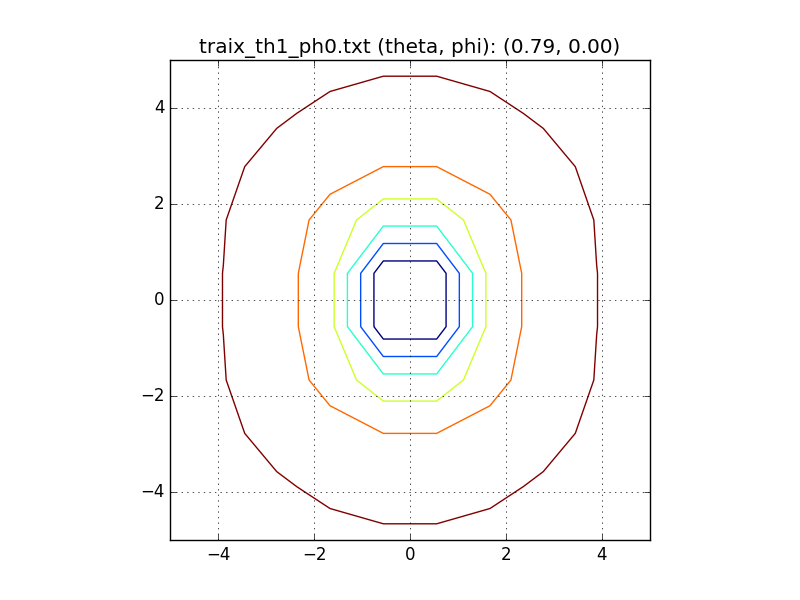 traix_th1_ph0.txt (theta, phi): (0.79, 0.00)
4
2
0
−2
−4
−4 −2 0 2 4